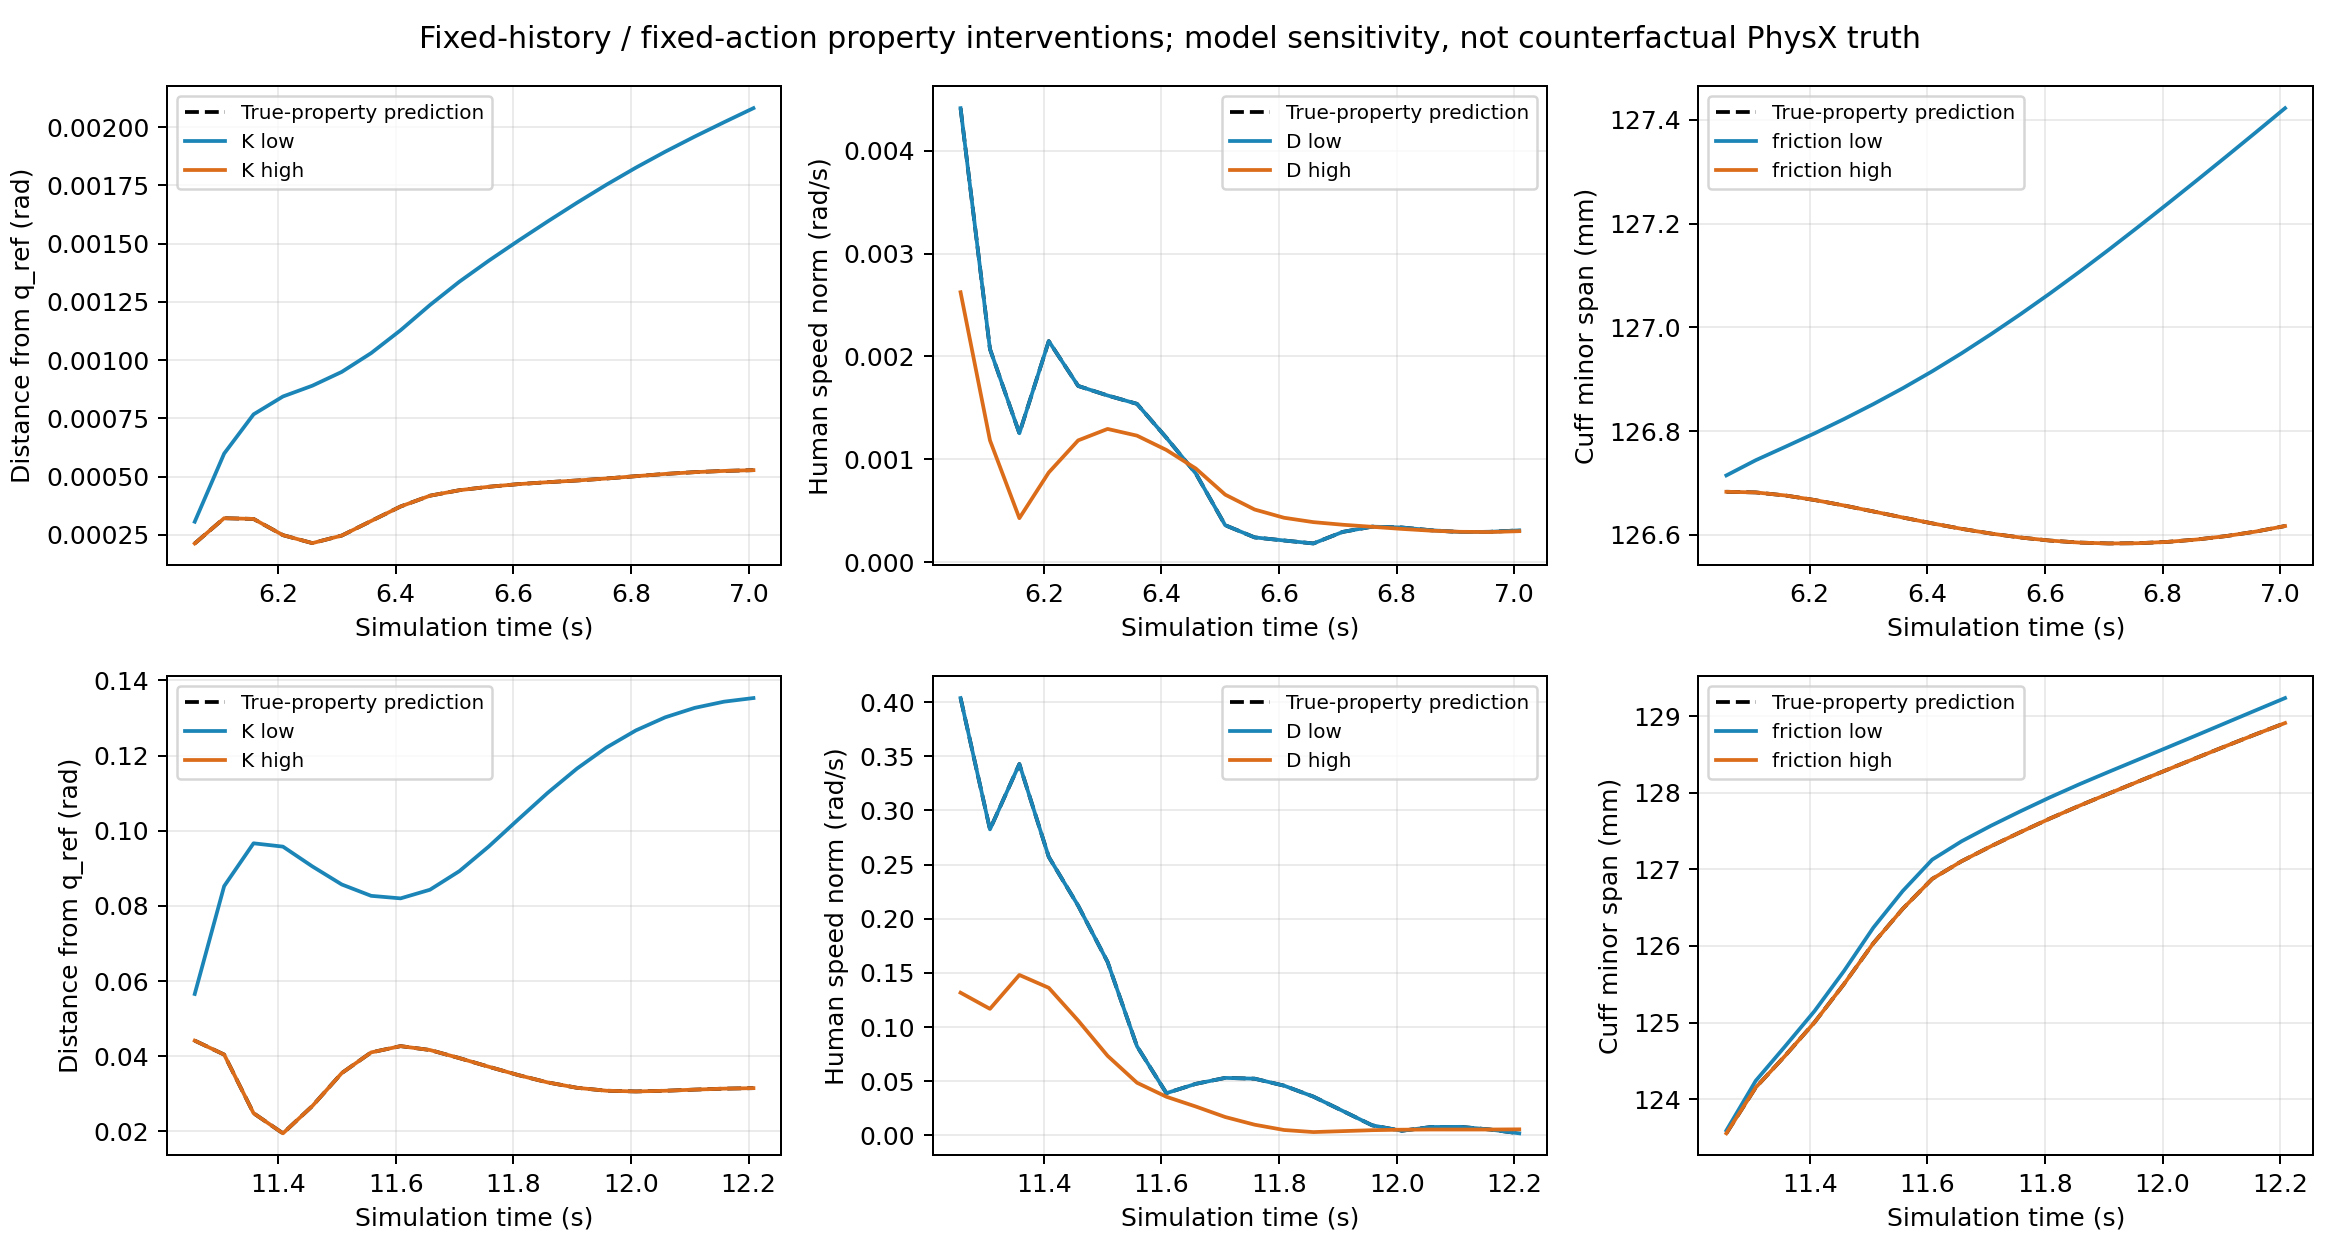 Fixed-history / fixed-action property interventions; model sensitivity, not counterfactual PhysX truth
Distance from q_ref (rad)
0.00200
0.00175
0.00150
0.00125
0.00100
0.00075
0.00050
0.00025
True-property prediction
K low
K high
6.2 6.4 6.6 6.8 7.0
Simulation time (s)
Human speed norm (rad/s)
0.004
0.003
0.002
0.001
0.000
True-property prediction
D low
D high
6.2 6.4 6.6 6.8 7.0
Simulation time (s)
Cuff minor span (mm)
127.4
127.2
127.0
126.8
126.6
True-property prediction
friction low
friction high
6.2 6.4 6.6 6.8 7.0
Simulation time (s)
Distance from q_ref (rad)
0.14
0.12
0.10
0.08
0.06
0.04
0.02
True-property prediction
K low
K high
11.4 11.6 11.8 12.0 12.2
Simulation time (s)
Human speed norm (rad/s)
0.40
0.35
0.30
0.25
0.20
0.15
0.10
0.05
0.00
True-property prediction
D low
D high
11.4 11.6 11.8 12.0 12.2
Simulation time (s)
Cuff minor span (mm)
129
128
127
126
125
124
True-property prediction
friction low
friction high
11.4 11.6 11.8 12.0 12.2
Simulation time (s)